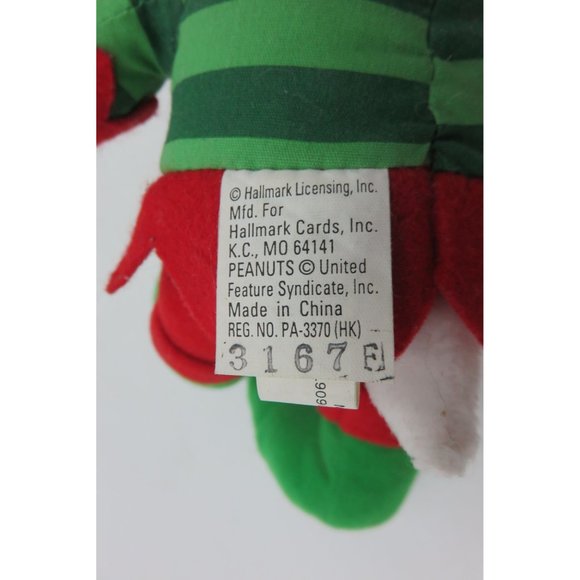 © Hallmark Licensing, Inc.
Mfd. For
Hallmark Cards, Inc.
K.C., MO 64141
PEANUTS © United
Feature Syndicate, Inc.
Made in China
REG. NO. PA-3370 (HK)
3167E